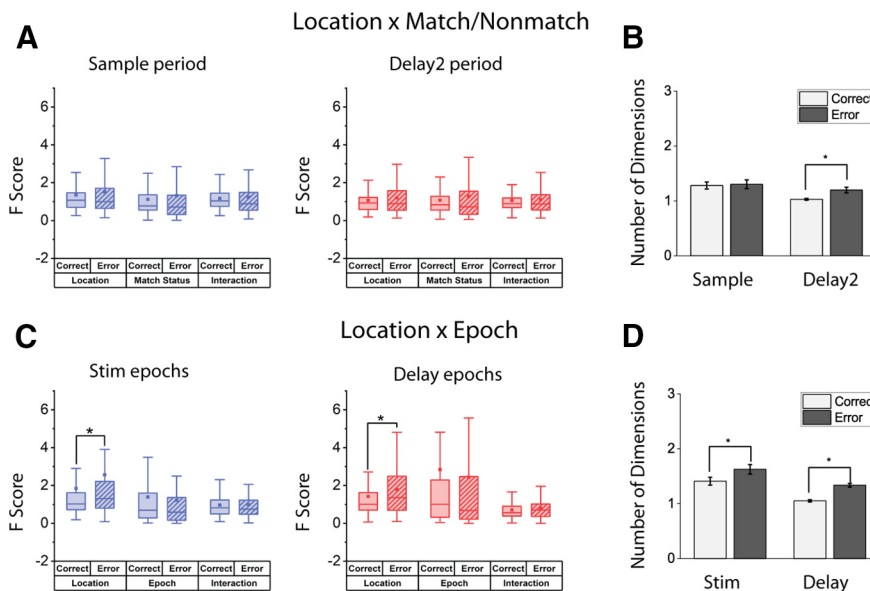 A
Location x Match/Nonmatch
Sample period
Delay2 period
F Score
6
4
2
0
-2
Correct Error Correct Error Correct Error
Location Match Status Interaction
F Score
6
4
2
0
-2
Correct Error Correct Error Correct Error
Location Match Status Interaction
B
Number of Dimensions
3
2
1
0
Correct
Error
*
Sample Delay2
C
Location x Epoch
Stim epochs
Delay epochs
F Score
6
4
2
0
-2
*
Correct Error Correct Error Correct Error
Location Epoch Interaction
F Score
6
4
2
0
-2
*
Correct Error Correct Error Correct Error
Location Epoch Interaction
D
Number of Dimensions
3
2
1
0
Correct
Error
*
*
Stim Delay